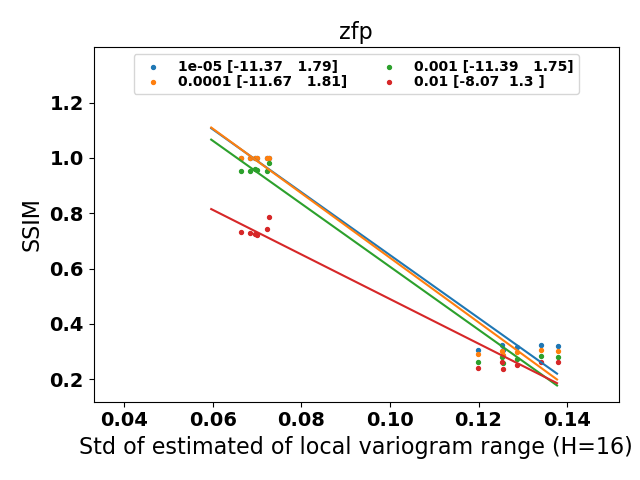 zfp
1e-05 [-11.37   1.79]
0.0001 [-11.67   1.81]
0.001 [-11.39   1.75]
0.01 [-8.07  1.3 ]
SSIM
1.2
1.0
0.8
0.6
0.4
0.2
0.04 0.06 0.08 0.10 0.12 0.14
Std of estimated of local variogram range (H=16)